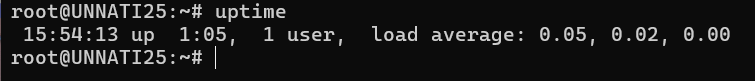 root@UNNATI25:~# uptime
 15:54:13 up  1:05,  1 user,  load average: 0.05, 0.02, 0.00
root@UNNATI25:~#